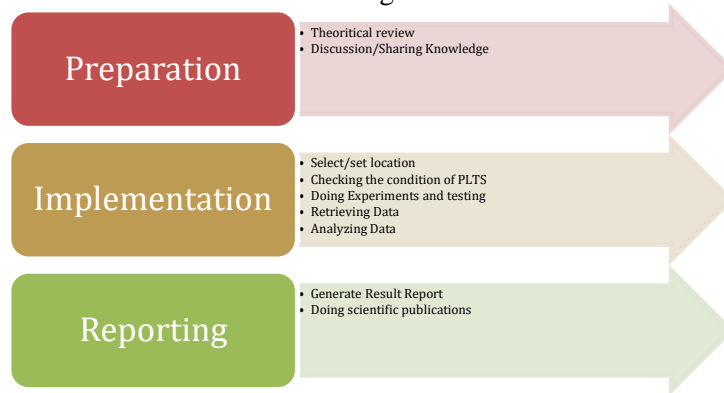 Preparation
• Theoritical review
• Discussion/Sharing Knowledge
Implementation
• Select/set location
• Checking the condition of PLTS
• Doing Experiments and testing
• Retrieving Data
• Analyzing Data
Reporting
• Generate Result Report
• Doing scientific publications